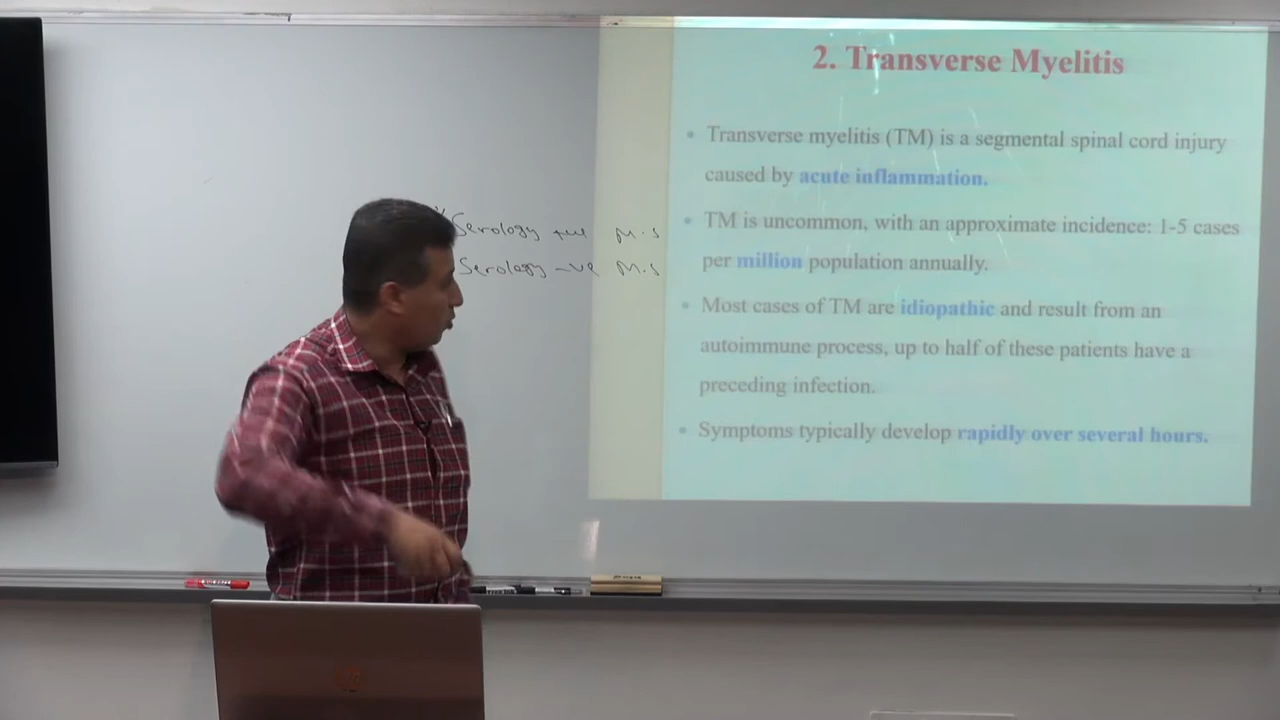 2. Transverse Myelitis
• Transverse myelitis (TM) is a segmental spinal cord injury
caused by acute inflammation.
• TM is uncommon, with an approximate incidence: 1-5 cases
per million population annually.
• Most cases of TM are idiopathic and result from an
autoimmune process, up to half of these patients have a
preceding infection.
• Symptoms typically develop rapidly over several hours.
Serology +ve M.S
Serology -ve M.S